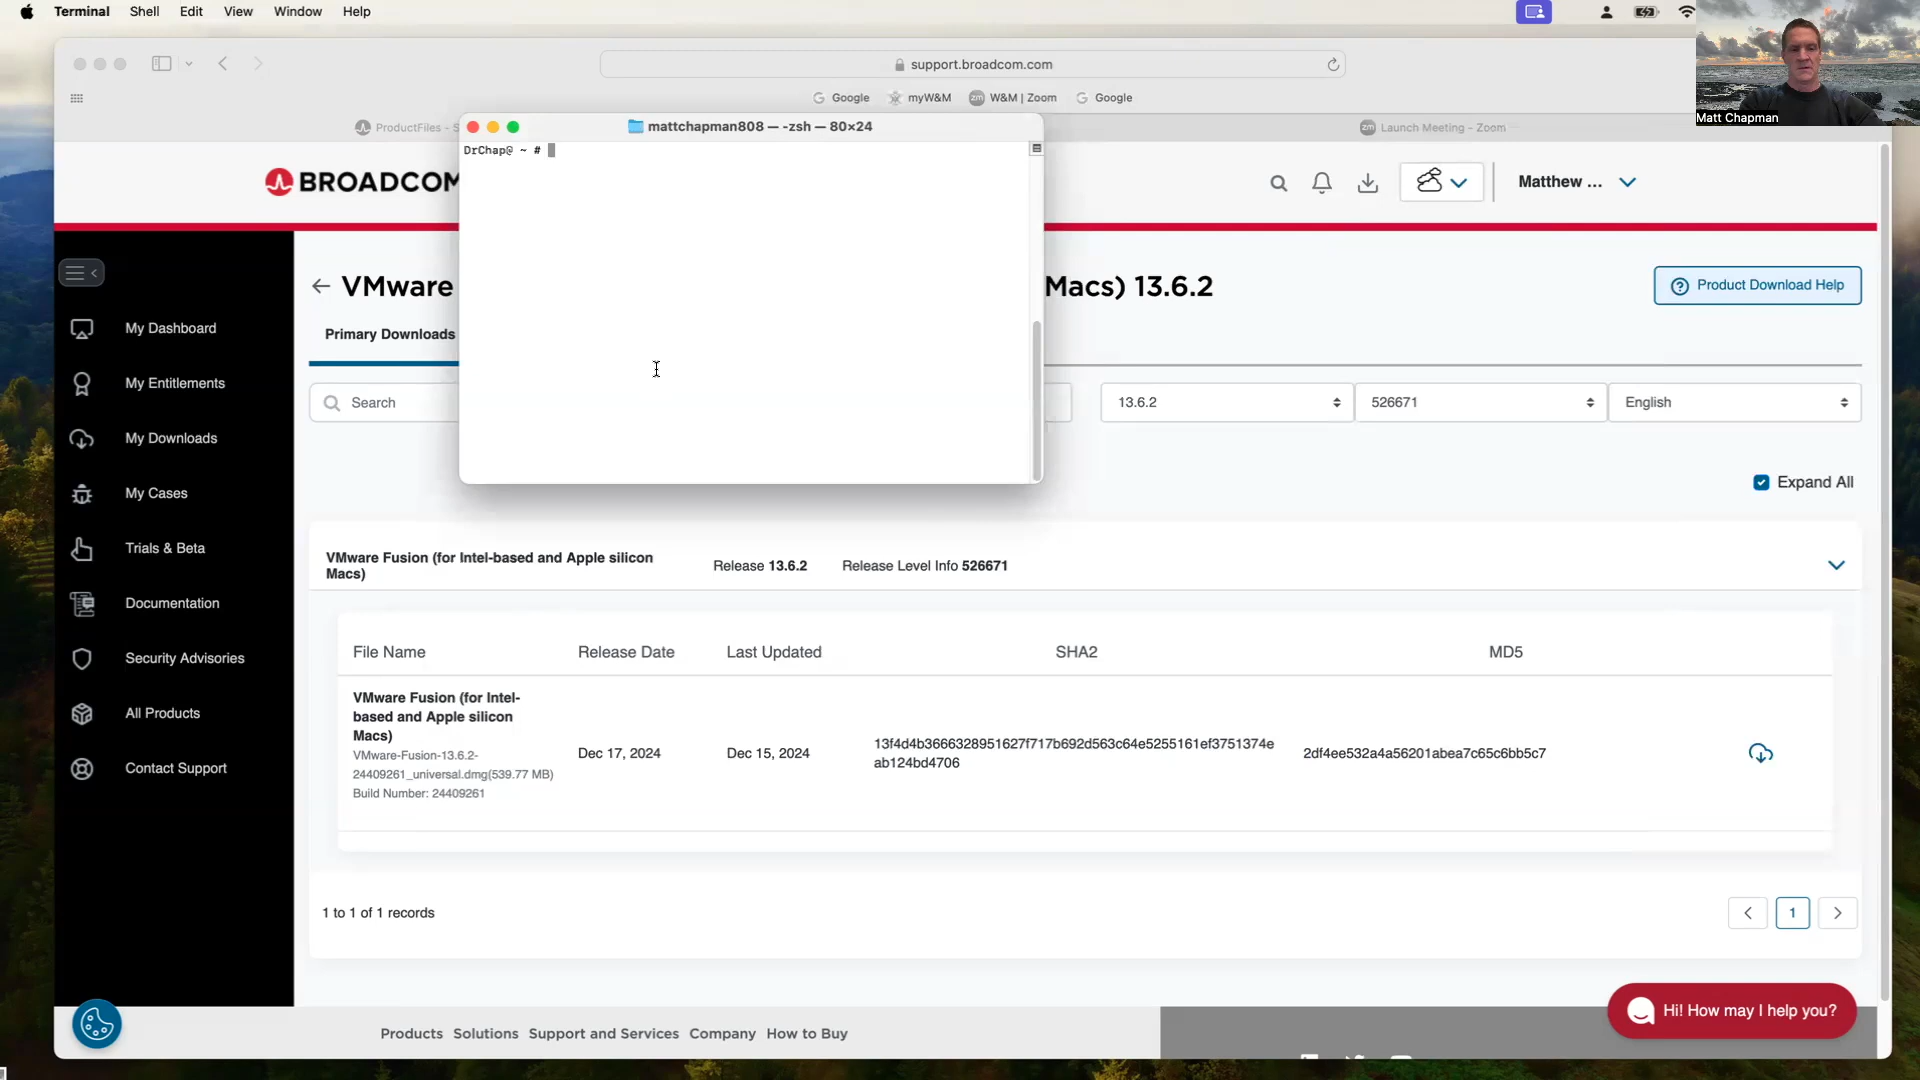 Terminal Shell Edit View Window Help
support.broadcom.com
Google myW&M zm W&M | Zoom Google
Matt Chapman
ProductFiles - S
mattchapman808 — -zsh — 80×24
zm Launch Meeting - Zoom
DrChap@ ~ #
BROADCOM
Matthew ...
VMware
Macs) 13.6.2
Product Download Help
Primary Downloads
Search
13.6.2
526671
English
My Dashboard
My Entitlements
My Downloads
My Cases
Trials & Beta
Documentation
Security Advisories
All Products
Contact Support
Expand All
VMware Fusion (for Intel-based and Apple silicon
Macs)
Release 13.6.2
Release Level Info 526671
File Name
Release Date
Last Updated
SHA2
MD5
VMware Fusion (for Intel-
based and Apple silicon
Macs)
VMware-Fusion-13.6.2-
24409261_universal.dmg(539.77 MB)
Build Number: 24409261
Dec 17, 2024
Dec 15, 2024
13f4d4b3666328951627f717b692d563c64e5255161ef3751374e
ab124bd4706
2df4ee532a4a56201abea7c65c6bb5c7
1 to 1 of 1 records
1
Hi! How may I help you?
Products Solutions Support and Services Company How to Buy